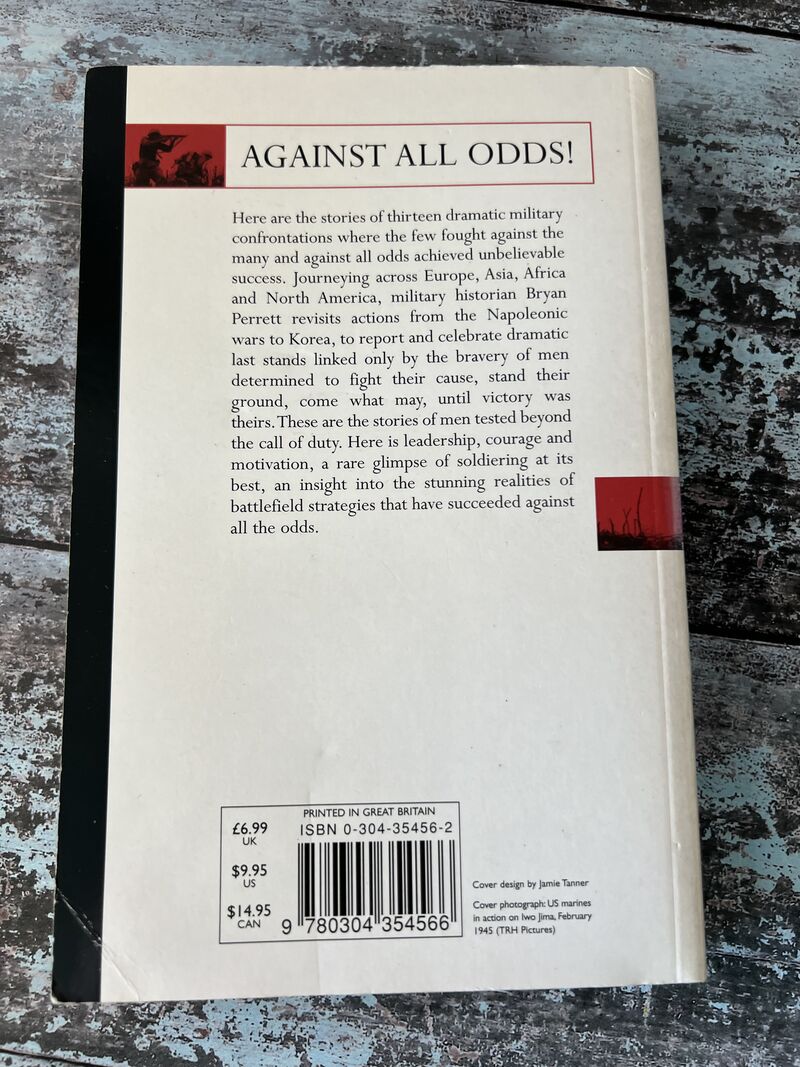 AGAINST ALL ODDS!
Here are the stories of thirteen dramatic military
confrontations where the few fought against the
many and against all odds achieved unbelievable
success. Journeying across Europe, Asia, Africa
and North America, military historian Bryan
Perrett revisits actions from the Napoleonic
wars to Korea, to report and celebrate dramatic
last stands linked only by the bravery of men
determined to fight their cause, stand their
ground, come what may, until victory was
theirs. These are the stories of men tested beyond
the call of duty. Here is leadership, courage and
motivation, a rare glimpse of soldiering at its
best, an insight into the stunning realities of
battlefield strategies that have succeeded against
all the odds.
PRINTED IN GREAT BRITAIN
£6.99
UK
$9.95
US
$14.95
CAN
ISBN 0-304-35456-2
9 780304 354566
Cover design by Jamie Tanner
Cover photograph: US marines
in action on Iwo Jima, February
1945 (TRH Pictures)